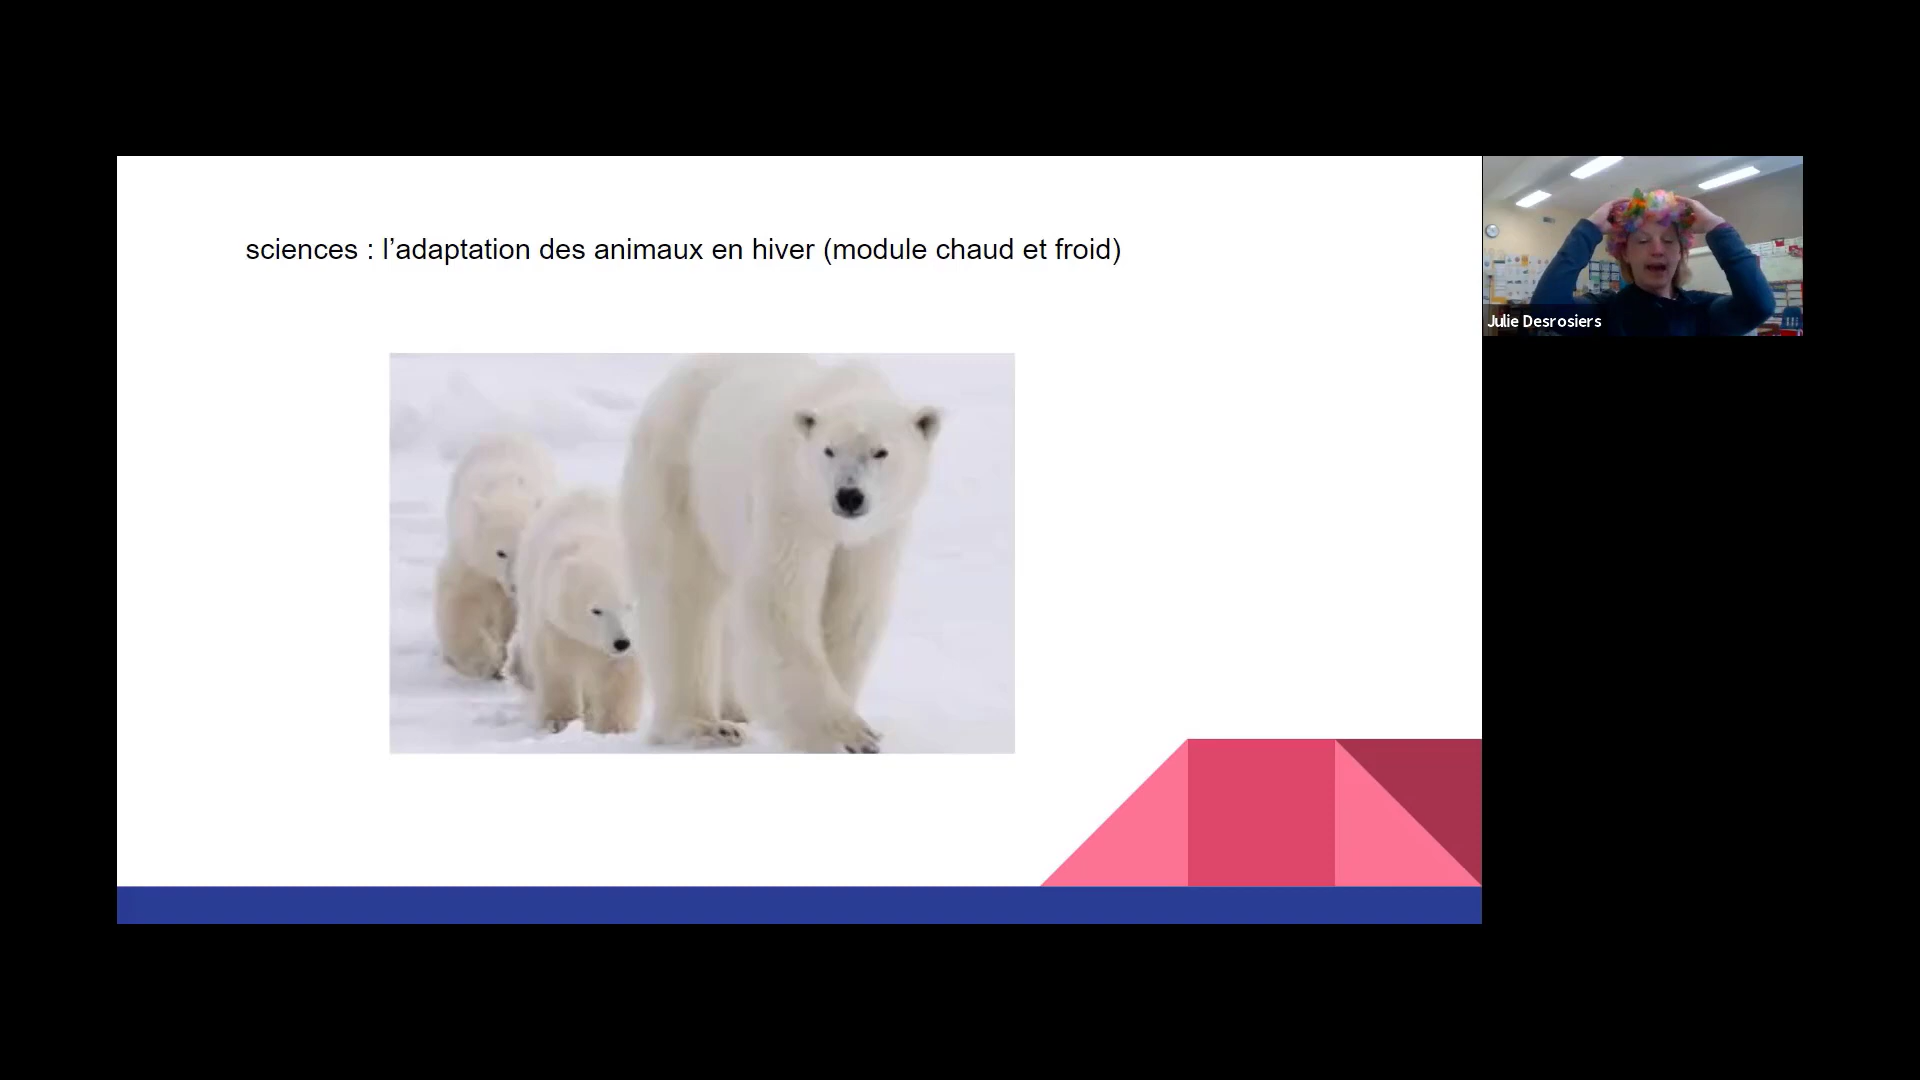 sciences : l’adaptation des animaux en hiver (module chaud et froid)
Julie Desrosiers